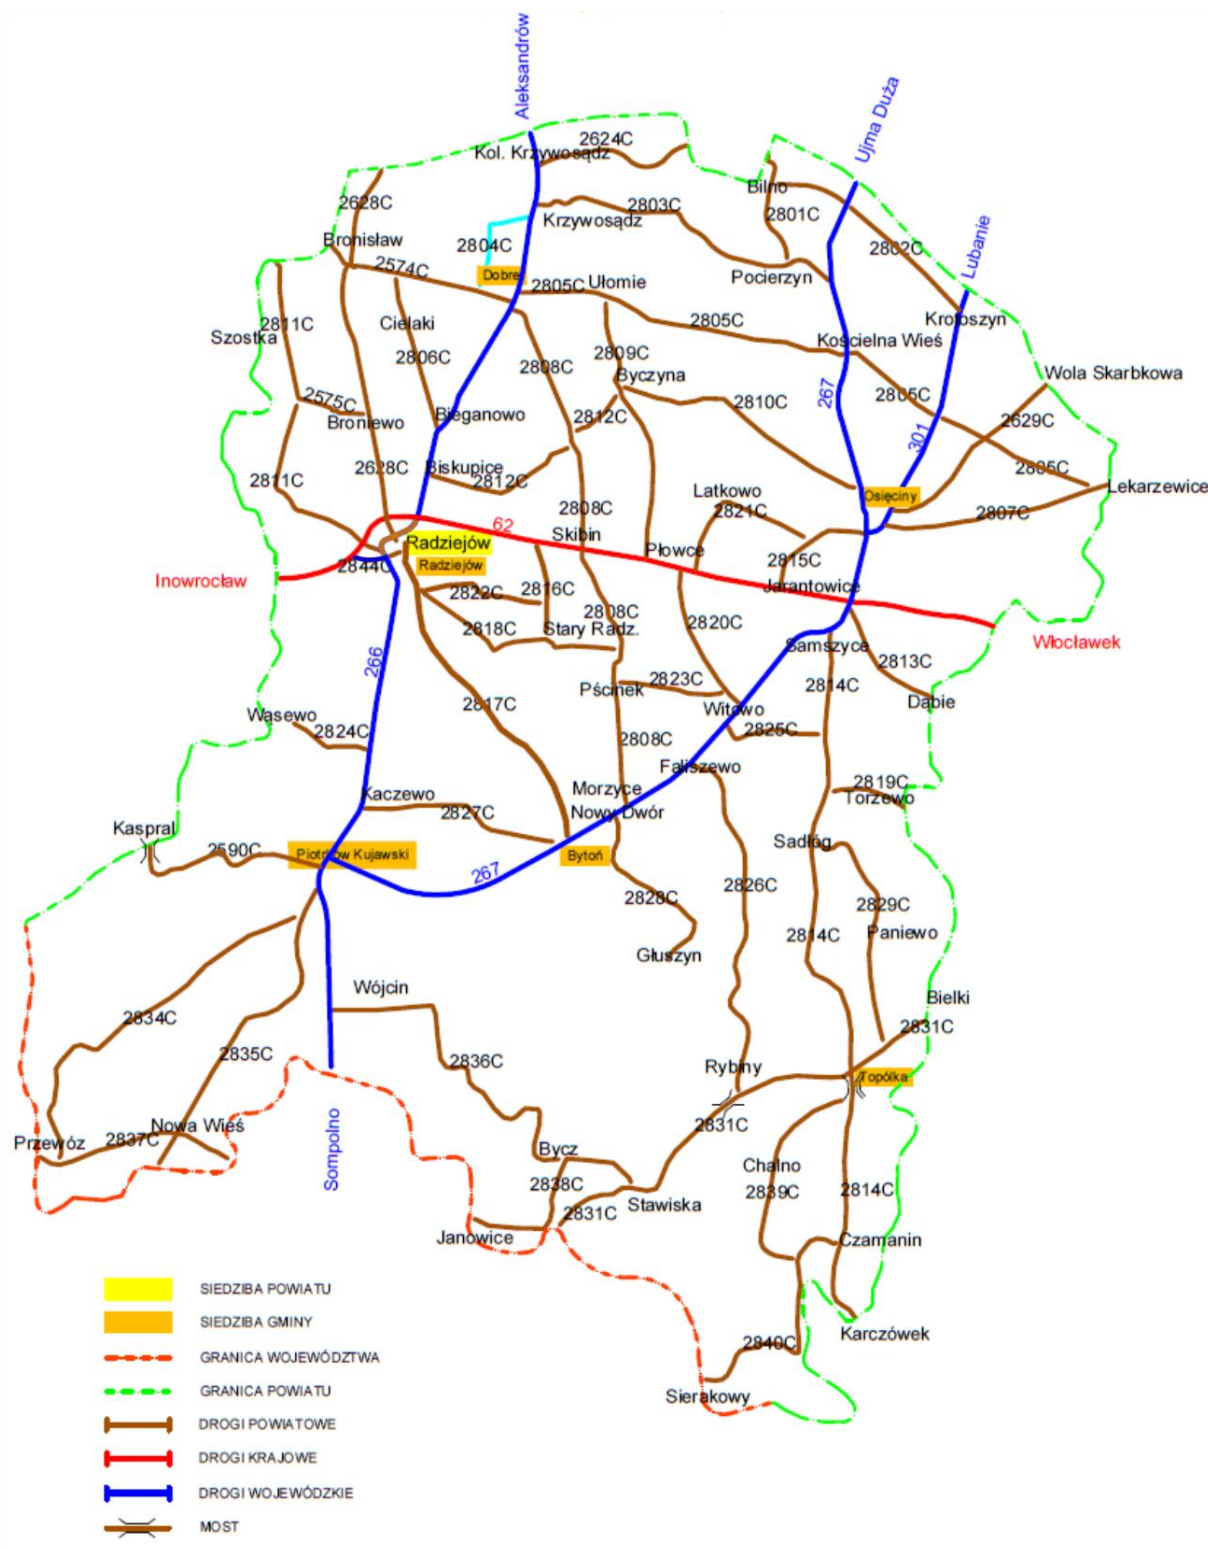 Aleksandrów
Ujma Duża
2624C
Kol. Krzywosądz
Bilno
2628C
2803C
2801C
Krzywosądz
Lubanie
Bronisław
2804C
2802C
2574C
Dobre
2805C
Ułomie
Pocierzyn
2811C
Cielaki
2805C
Krotoszyn
Szostka
Kościelna Wieś
2806C
2808C
2809C
Byczyna
Wola Skarbkowa
2575C
267
2805C
2810C
Broniewo
Bieganowo
2812C
2629C
301
2628C
Biskupice
2805C
2811C
2812C
Latkowo
Osięciny
Lekarzewice
2808C
2821C
2807C
62
Skibin
Radziejów
Płowce
2815C
2844C
Radziejów
Inowrocław
Jarantowice
2822C
2816C
2808C
2820C
2818C
Stary Radz.
Samszyce
Włocławek
266
2813C
2823C
2814C
Pścinek
2817C
Dąbie
Witowo
Wąsewo
2824C
2825C
2808C
Faliszewo
2819C
Kaczewo
Morzyce
Torzewo
2827C
Nowy Dwór
Kaspral
Sadłóg
2590C
Piotrków Kujawski
Bytoń
267
2826C
2828C
2829C
2814C
Paniewo
Głuszyn
Wójcin
Bielki
2834C
2831C
2835C
2836C
Rybiny
Topólka
Nowa Wieś
2831C
Przewóz
2837C
Sompolno
Bycz
Chalno
2838C
2839C
2814C
2831C
Stawiska
Janowice
Czamanin
Karczówek
2840C
Sierakowy
SIEDZIBA POWIATU
SIEDZIBA GMINY
GRANICA WOJEWÓDZTWA
GRANICA POWIATU
DROGI POWIATOWE
DROGI KRAJOWE
DROGI WOJEWÓDZKIE
MOST